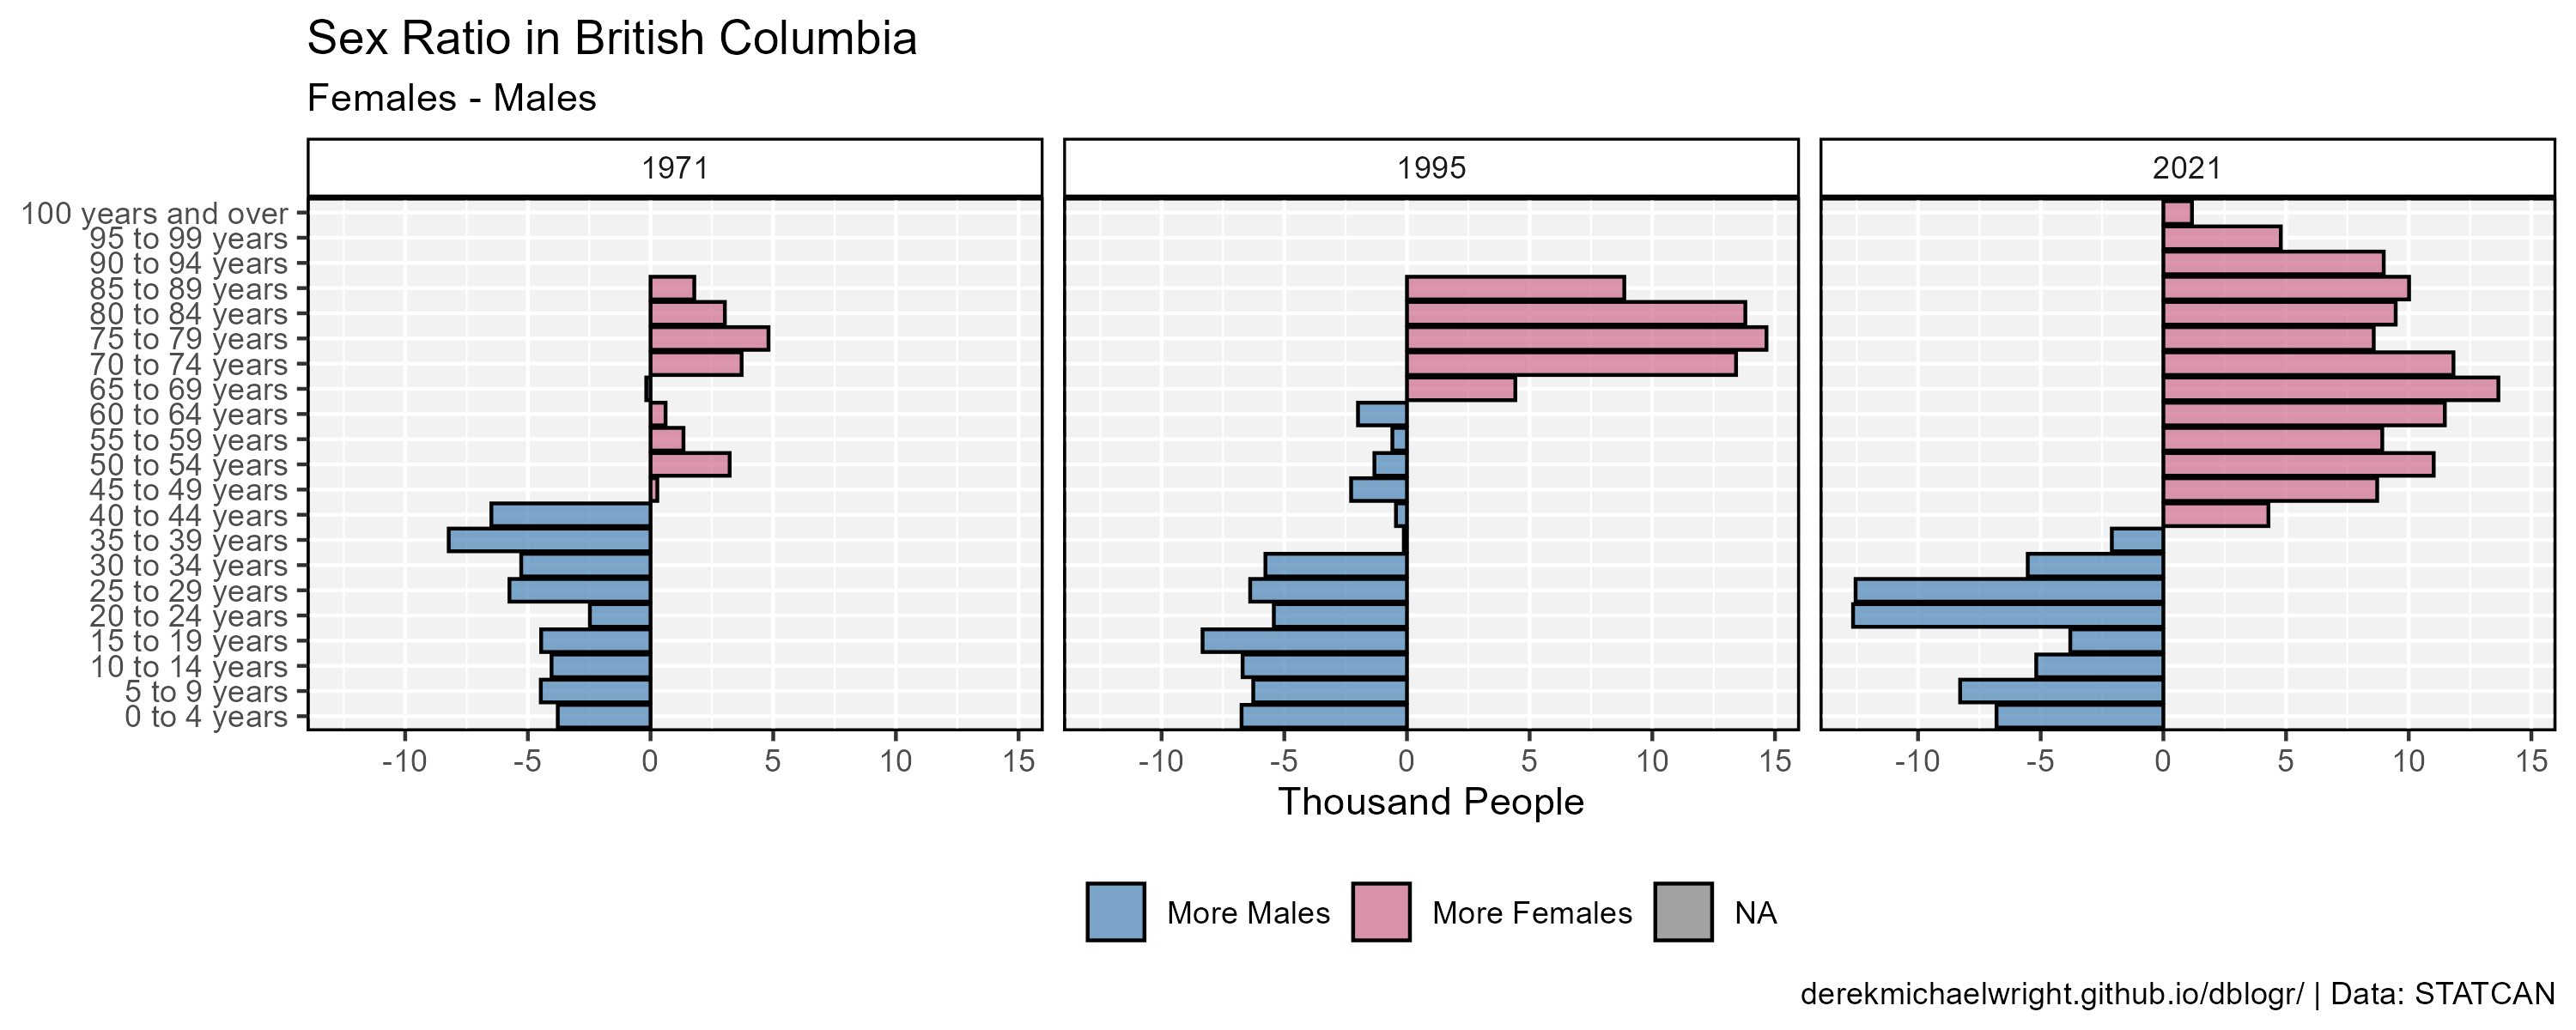 Sex Ratio in British Columbia
Females - Males
1971 1995 2021
100 years and over
95 to 99 years
90 to 94 years
85 to 89 years
80 to 84 years
75 to 79 years
70 to 74 years
65 to 69 years
60 to 64 years
55 to 59 years
50 to 54 years
45 to 49 years
40 to 44 years
35 to 39 years
30 to 34 years
25 to 29 years
20 to 24 years
15 to 19 years
10 to 14 years
5 to 9 years
0 to 4 years
-10 -5 0 5 10 15 -10 -5 0 5 10 15 -10 -5 0 5 10 15
Thousand People
More Males More Females NA
derekmichaelwright.github.io/dblogr/ | Data: STATCAN